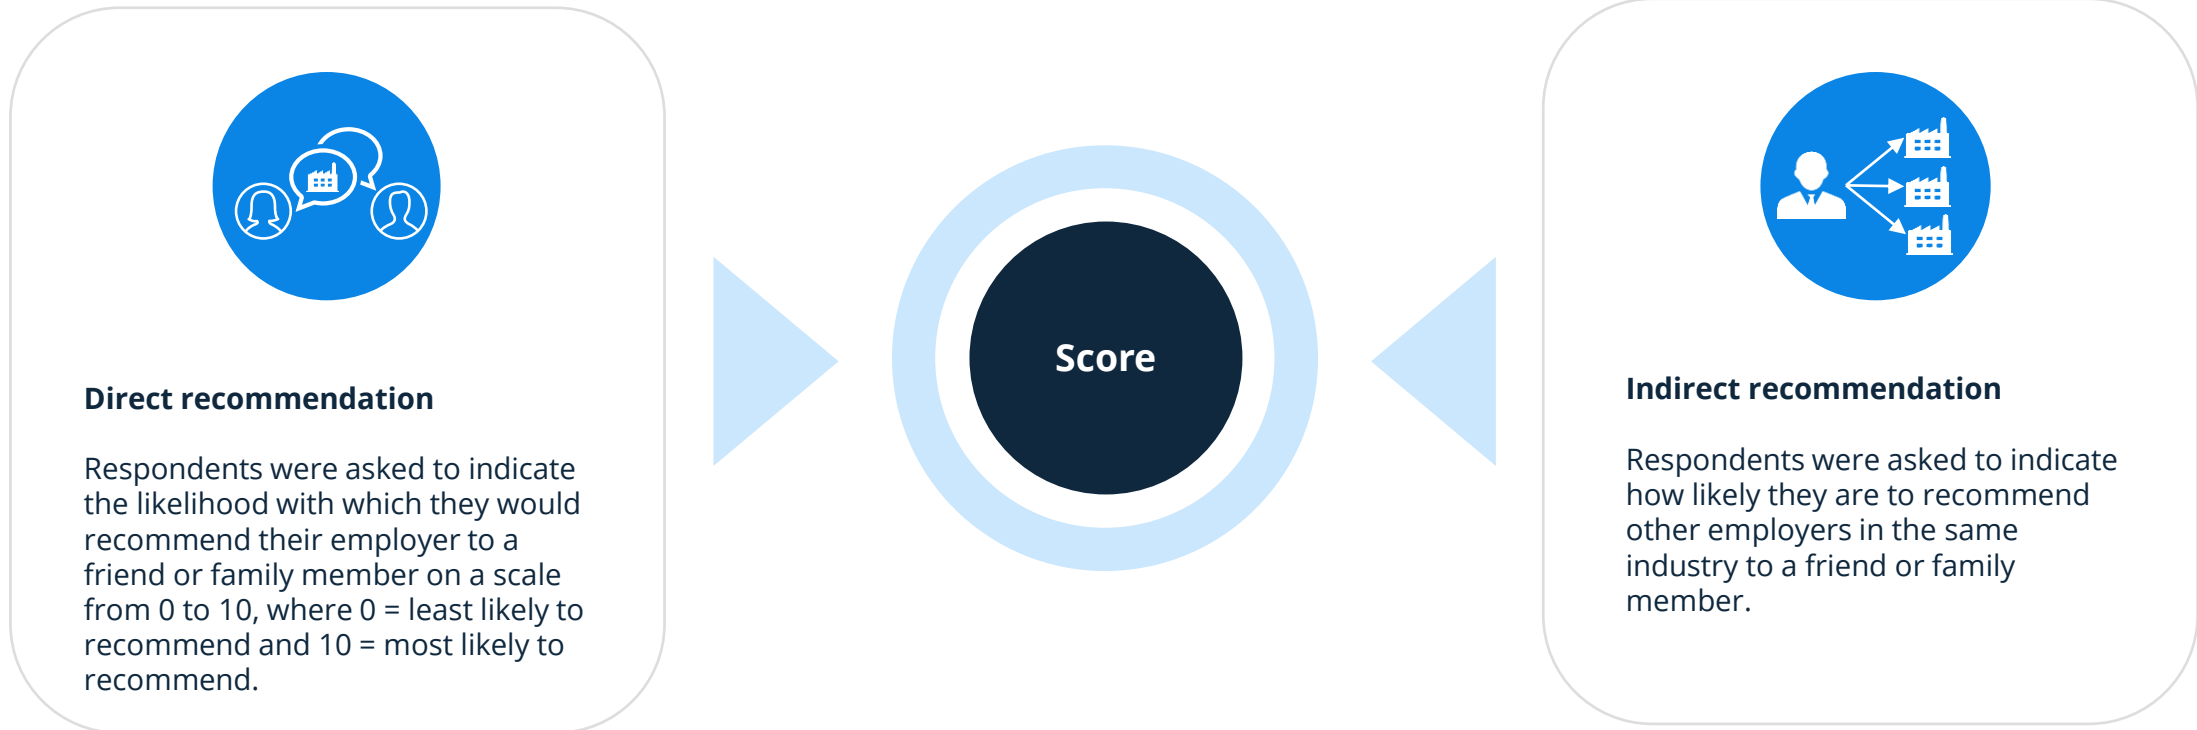 Direct recommendation
Respondents were asked to indicate
the likelihood with which they would
recommend their employer to a
friend or family member on a scale
from 0 to 10, where 0 = least likely to
recommend and 10 = most likely to
recommend.
Score
Indirect recommendation
Respondents were asked to indicate
how likely they are to recommend
other employers in the same
industry to a friend or family
member.